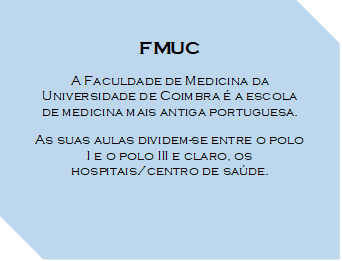 FMUC
A Faculdade de Medicina da
Universidade de Coimbra é a escola
de medicina mais antiga portuguesa.
As suas aulas dividem-se entre o polo
I e o polo III e claro, os
hospitais/centro de saúde.